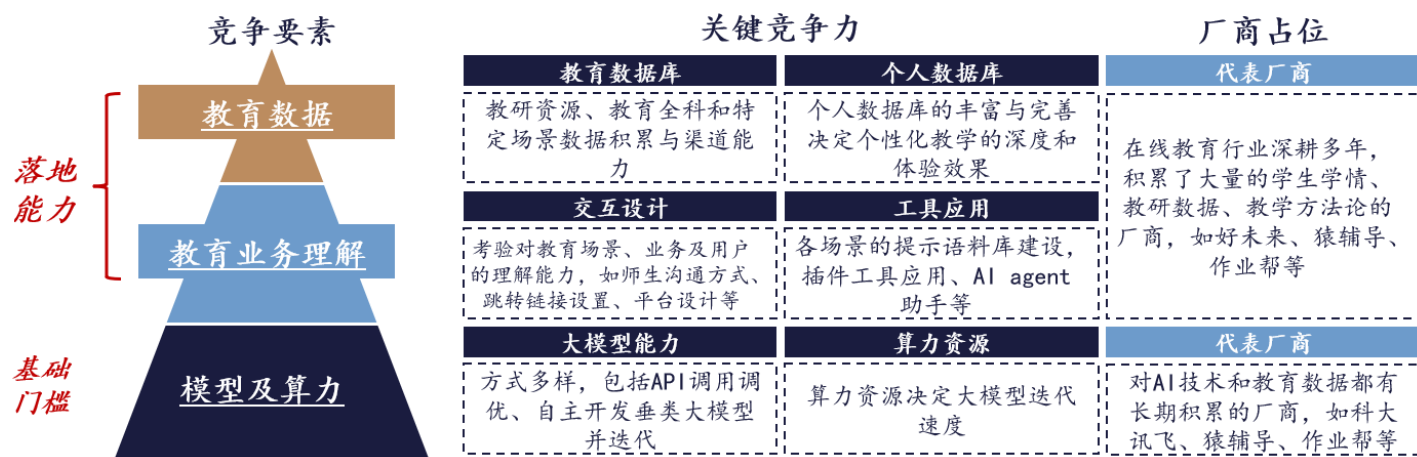 竞争要素
关键竞争力
厂商占位
落地
能力
基础
门槛
教育数据
教育业务理解
模型及算力
教育数据库
教研资源、教育全科和特
定场景数据积累与渠道能
力
个人数据库
个人数据库的丰富与完善
决定个性化教学的深度和
体验效果
代表厂商
在线教育行业深耕多年，
积累了大量的学生学情、
教研数据、教学方法论的
厂商，如好未来、猿辅导、
作业帮等
交互设计
考验对教育场景、业务及用户
的理解能力，如师生沟通方式、
跳转链接设置、平台设计等
工具应用
各场景的提示语料库建设，
插件工具应用、AI agent
助手等
大模型能力
方式多样，包括API调用调
优、自主开发垂类大模型
并迭代
算力资源
算力资源决定大模型迭代
速度
代表厂商
对AI技术和教育数据都有
长期积累的厂商，如科大
讯飞、猿辅导、作业帮等